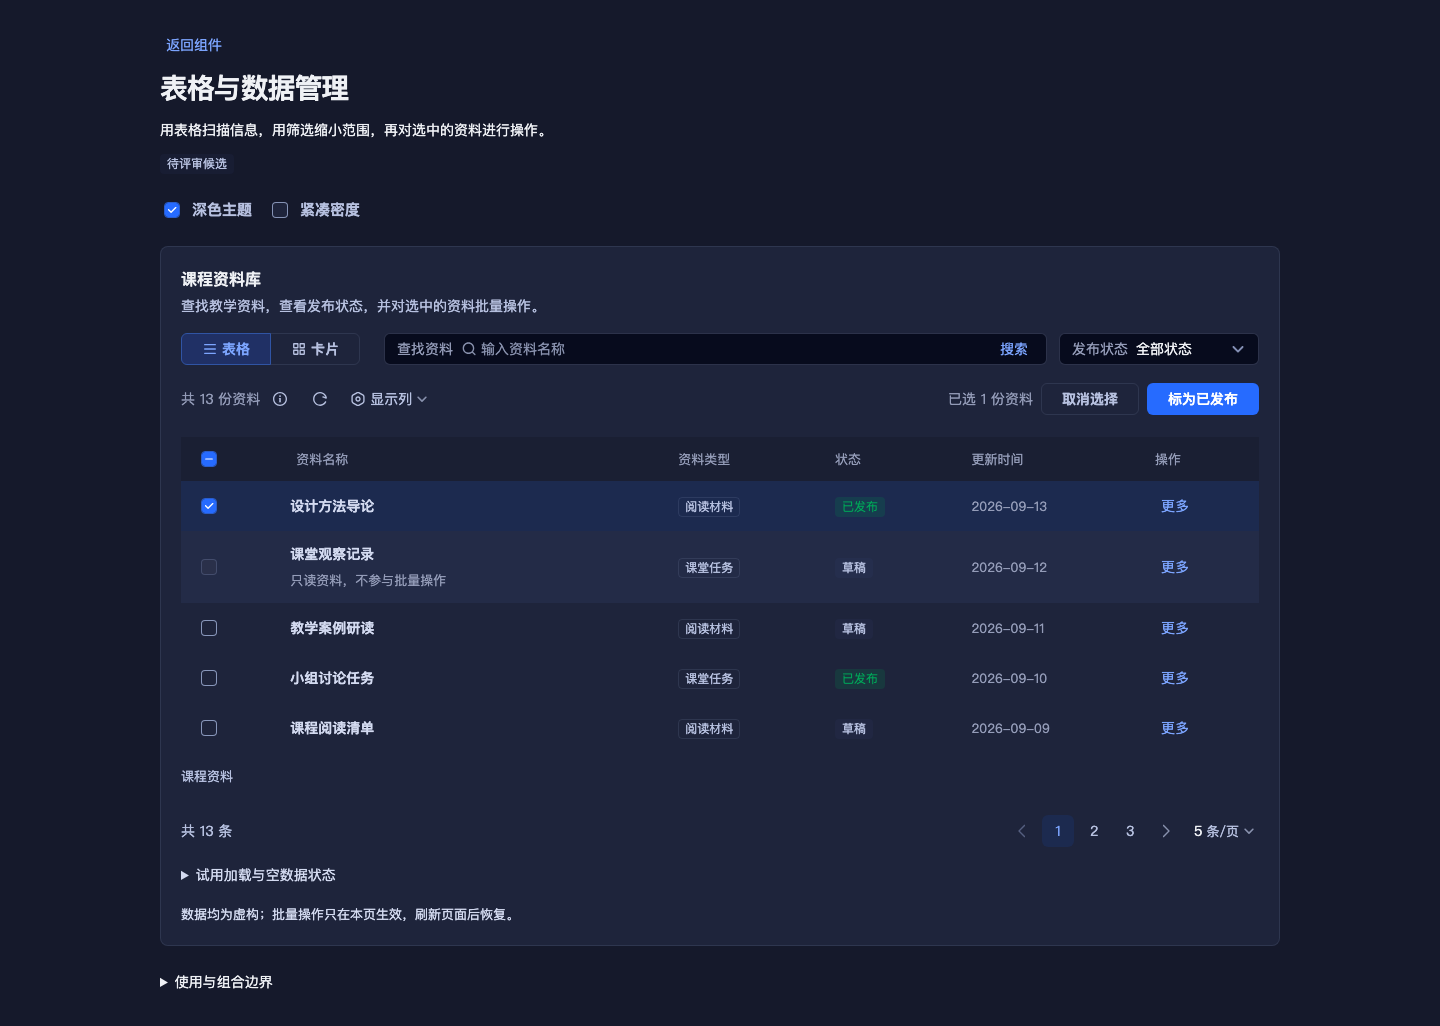 返回组件
表格与数据管理
用表格扫描信息，用筛选缩小范围，再对选中的资料进行操作。
待评审候选
深色主题 紧凑密度
课程资料库
查找教学资料，查看发布状态，并对选中的资料批量操作。
表格 卡片 查找资料 输入资料名称 搜索 发布状态 全部状态
共 13 份资料 显示列 已选 1 份资料 取消选择 标为已发布
资料名称 资料类型 状态 更新时间 操作
设计方法导论 阅读材料 已发布 2026-09-13 更多
课堂观察记录
只读资料，不参与批量操作 课堂任务 草稿 2026-09-12 更多
教学案例研读 阅读材料 草稿 2026-09-11 更多
小组讨论任务 课堂任务 已发布 2026-09-10 更多
课程阅读清单 阅读材料 草稿 2026-09-09 更多
课程资料
共 13 条 1 2 3 5 条/页
试用加载与空数据状态
数据均为虚构；批量操作只在本页生效，刷新页面后恢复。
使用与组合边界